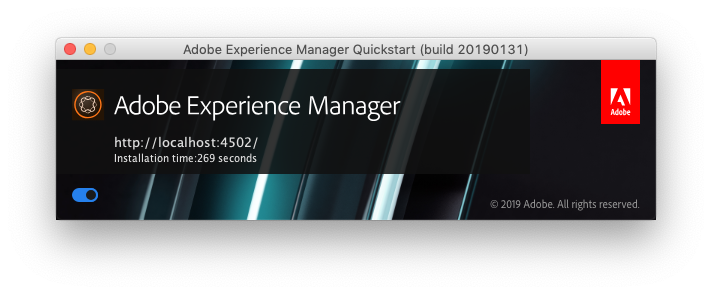 Adobe Experience Manager Quickstart (build 20190131)
Adobe Experience Manager
Adobe
http://localhost:4502/
Installation time:269 seconds
© 2019 Adobe. All rights reserved.